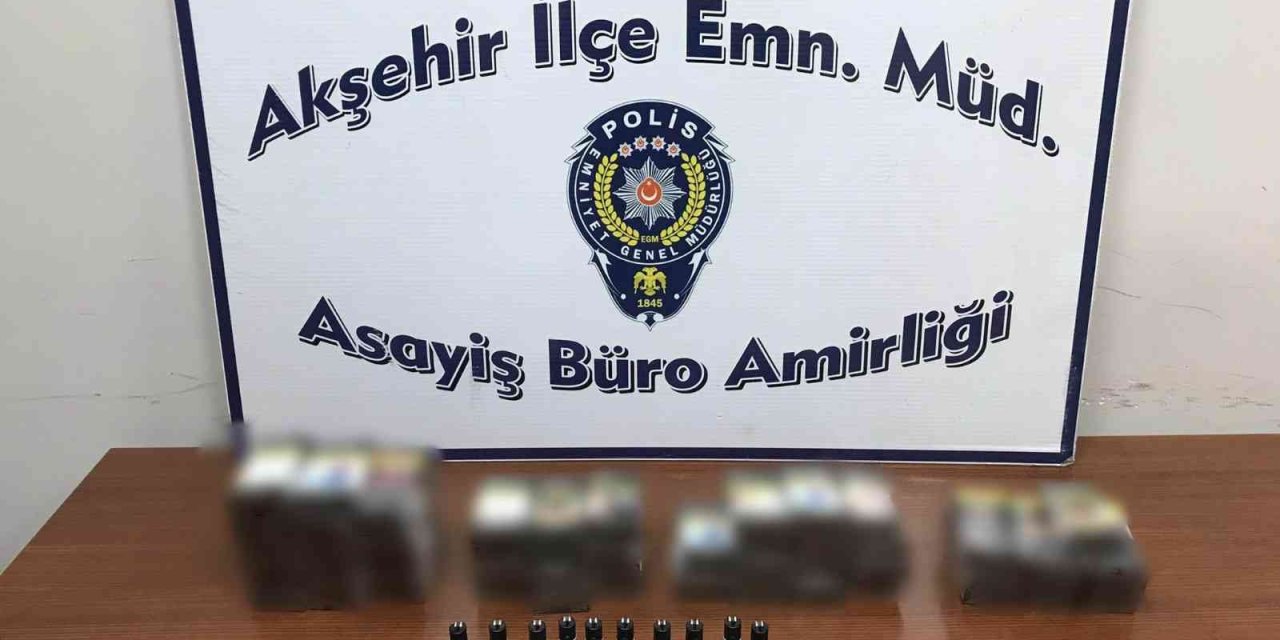 Akşehir İlçe Emn. Müd.
POLİS
EMNİYET GENEL MÜDÜRLÜĞÜ
EGM
1845
Asayiş Büro Amirliği